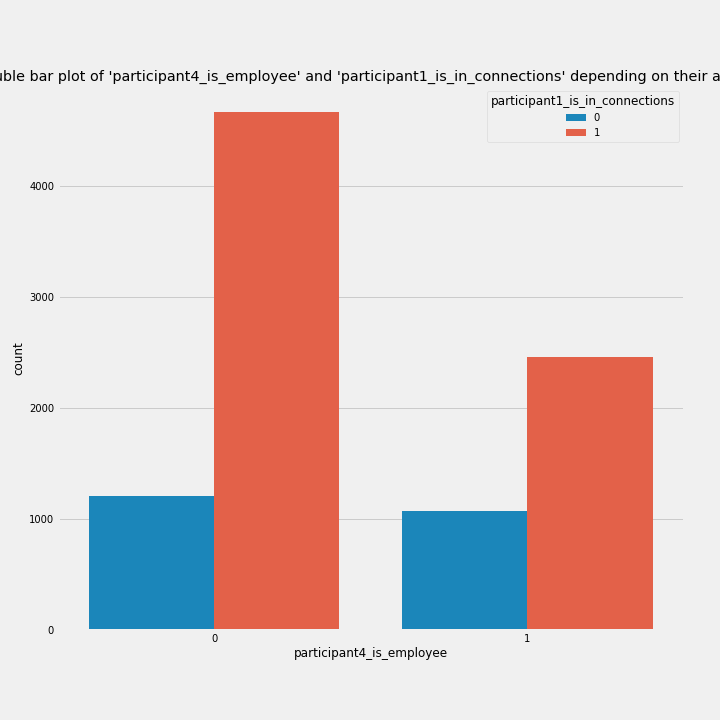 uble bar plot of 'participant4_is_employee' and 'participant1_is_in_connections' depending on their a
participant1_is_in_connections
0
1
4000
3000
2000
1000
0
count
0 1
participant4_is_employee